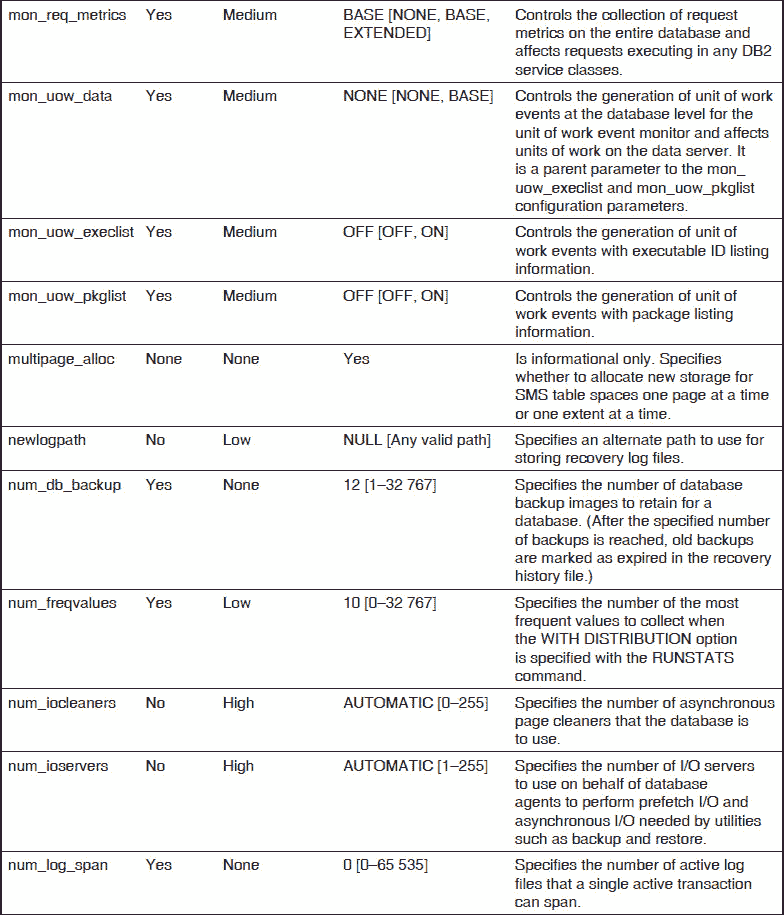 mon_req_metrics Yes Medium BASE [NONE, BASE, Controls the collection of request
EXTENDED] metrics on the entire database and
affects requests executing in any DB2
service classes.
mon_uow_data Yes Medium NONE [NONE, BASE] Controls the generation of unit of work
events at the database level for the
unit of work event monitor and affects
units of work on the data server. It
is a parent parameter to the mon_
uow_execlist and mon_uow_pkglist
configuration parameters.
mon_uow_execlist Yes Medium OFF [OFF, ON] Controls the generation of unit of
work events with executable ID listing
information.
mon_uow_pkglist Yes Medium OFF [OFF, ON] Controls the generation of unit of
work events with package listing
information.
multipage_alloc None None Yes Is informational only. Specifies
whether to allocate new storage for
SMS table spaces one page at a time
or one extent at a time.
newlogpath No Low NULL [Any valid path] Specifies an alternate path to use for
storing recovery log files.
num_db_backup Yes None 12 [1–32 767] Specifies the number of database
backup images to retain for a
database. (After the specified number
of backups is reached, old backups
are marked as expired in the recovery
history file.)
num_freqvalues Yes Low 10 [0–32 767] Specifies the number of the most
frequent values to collect when
the WITH DISTRIBUTION option
is specified with the RUNSTATS
command.
num_iocleaners No High AUTOMATIC [0–255] Specifies the number of asynchronous
page cleaners that the database is
to use.
num_ioservers No High AUTOMATIC [1–255] Specifies the number of I/O servers
to use on behalf of database
agents to perform prefetch I/O and
asynchronous I/O needed by utilities
such as backup and restore.
num_log_span Yes None 0 [0–65 535] Specifies the number of active log
files that a single active transaction
can span.